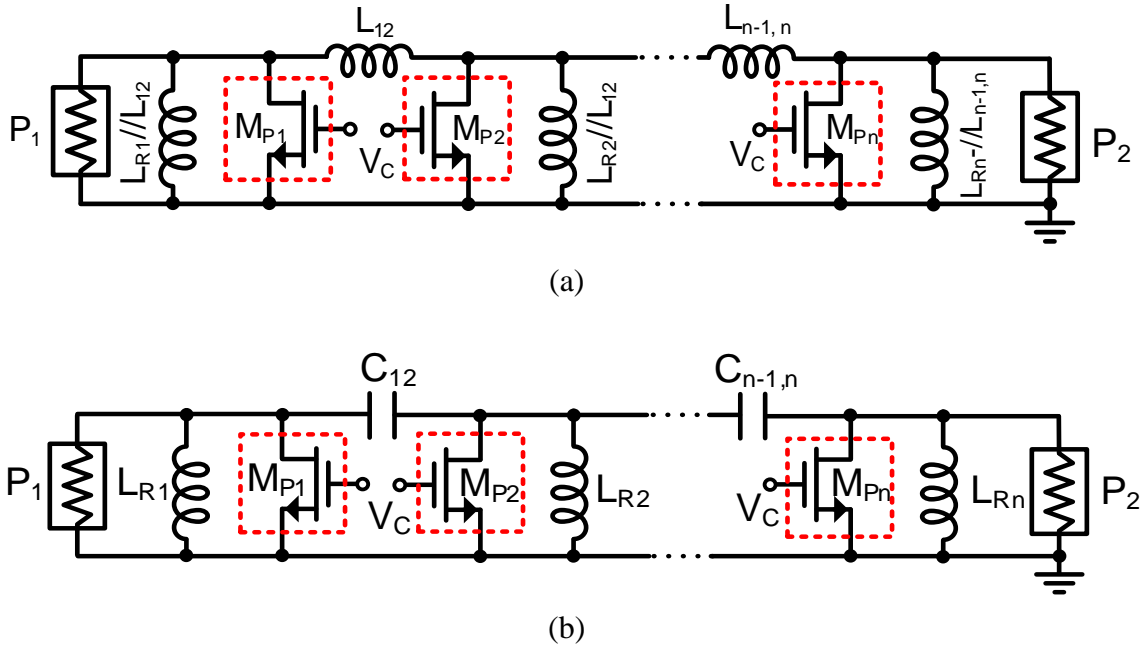 L12
Ln-1, n
P1
LR1//L12
MP1
VC
MP2
LR2//L12
VC
MPn
LRn-//Ln-1,n
P2
(a)
C12
Cn-1,n
P1
LR1
MP1
VC
MP2
LR2
VC
MPn
LRn
P2
(b)